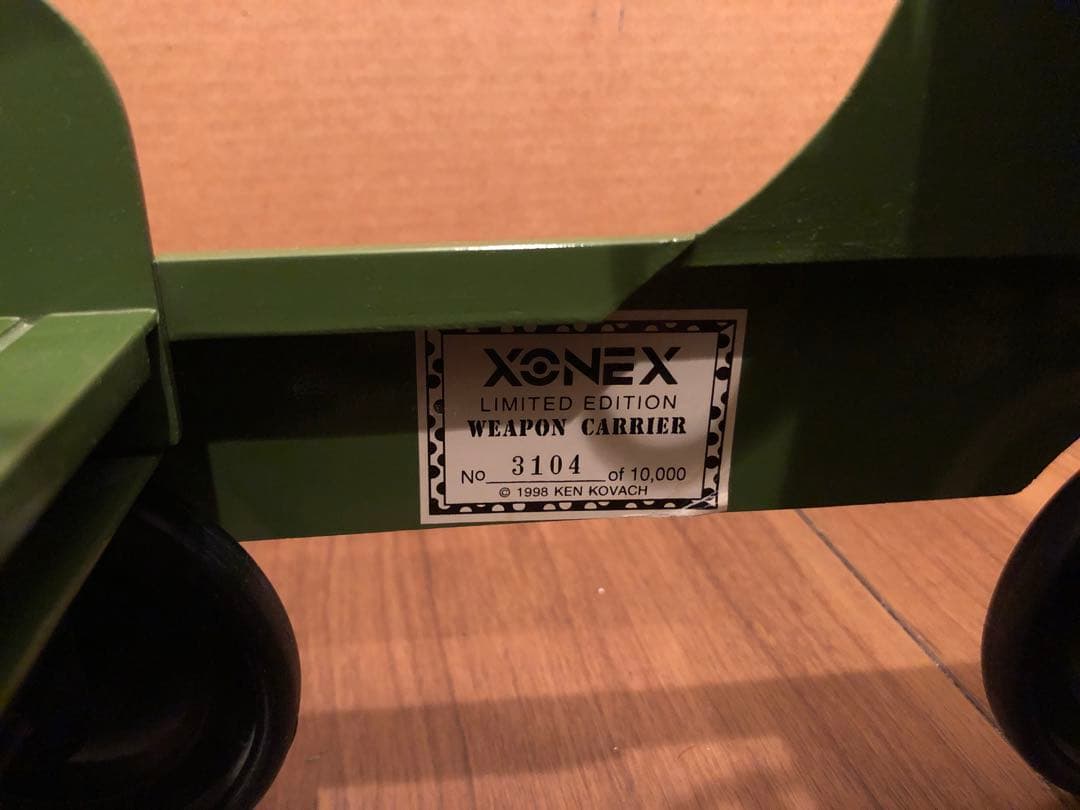 XONEX
LIMITED EDITION
WEAPON CARRIER
No 3104 of 10,000
© 1998 KEN KOVACH